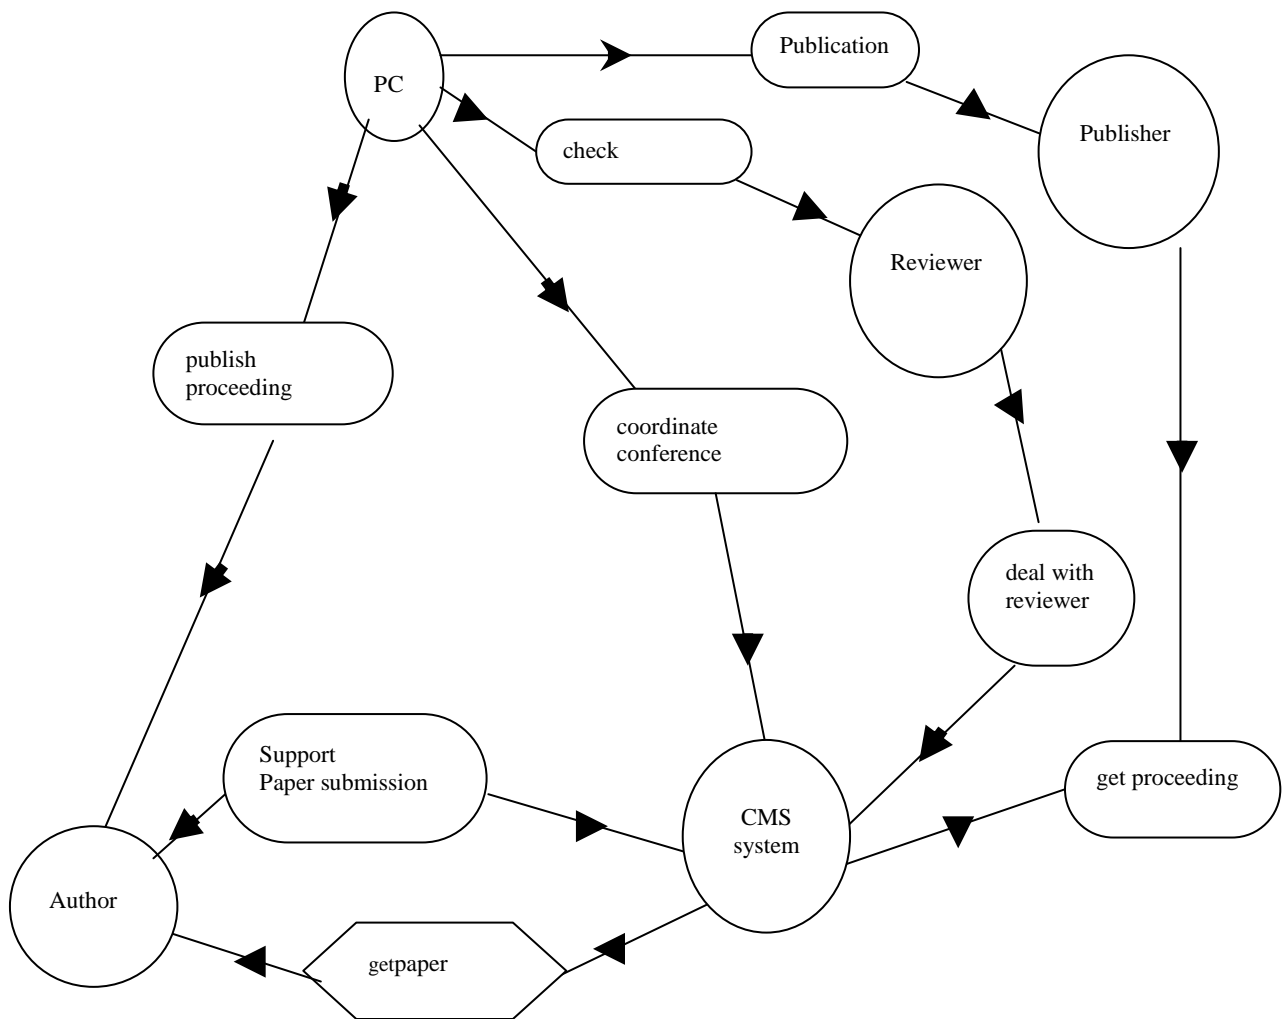 Publication
PC
Publisher
check
Reviewer
publish
proceeding
coordinate
conference
deal with
reviewer
Support
Paper submission
get proceeding
CMS
system
Author
getpaper